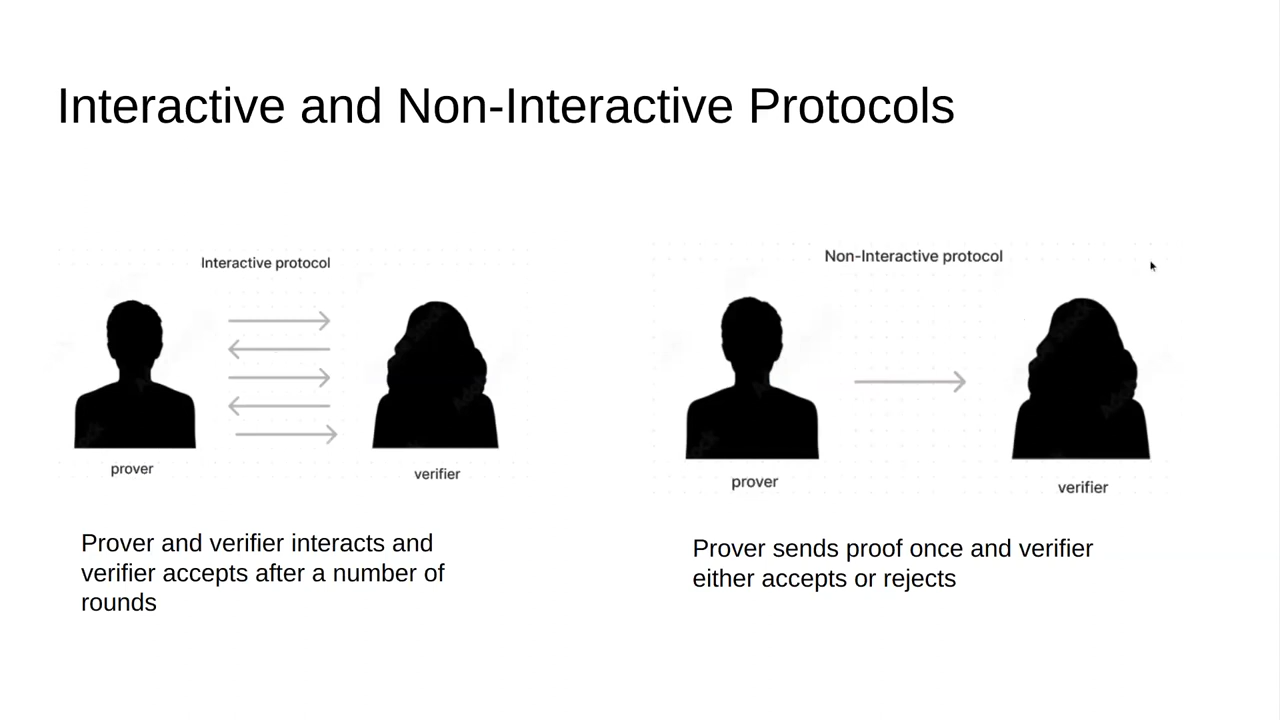 Interactive and Non-Interactive Protocols
Interactive protocol
prover
verifier
Prover and verifier interacts and
verifier accepts after a number of
rounds
Non-Interactive protocol
prover
verifier
Prover sends proof once and verifier
either accepts or rejects